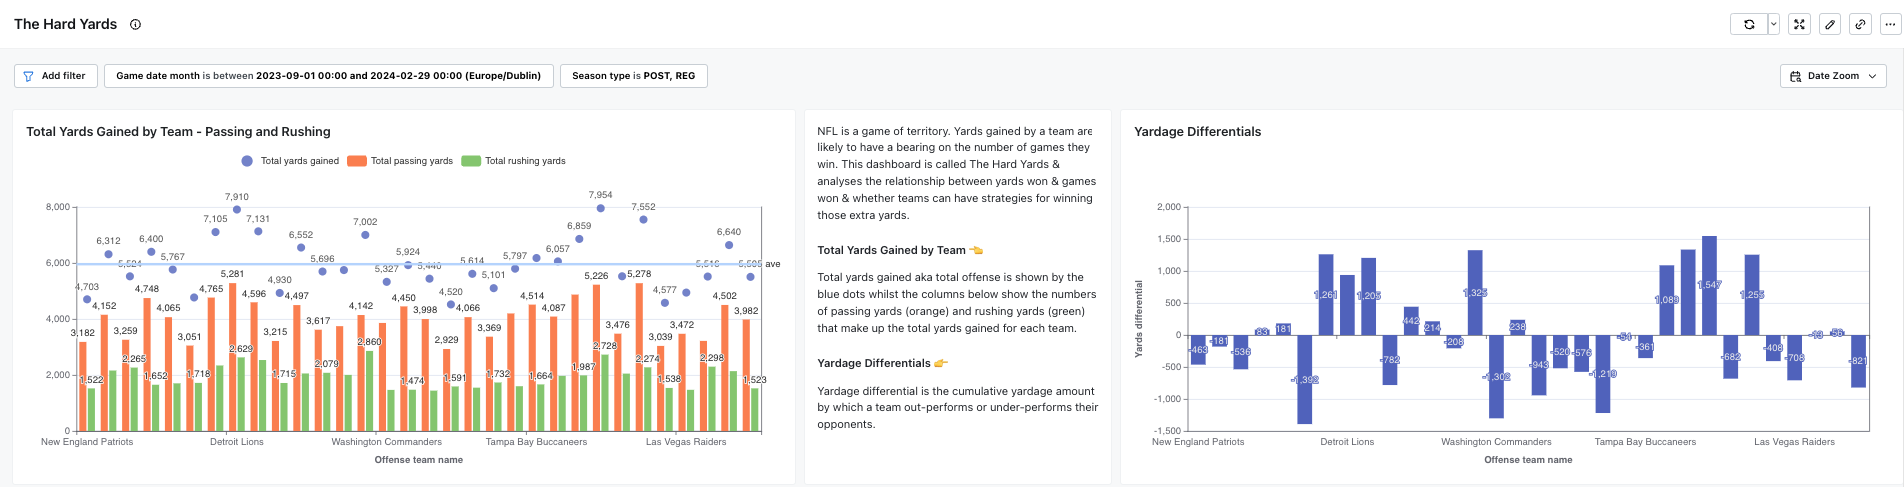 The Hard Yards
Add filter
Game date month is between 2023-09-01 00:00 and 2024-02-29 00:00 (Europe/Dublin)
Season type is POST, REG
Date Zoom
Total Yards Gained by Team - Passing and Rushing
Total yards gained
Total passing yards
Total rushing yards
8,000
6,000
4,000
2,000
0
4,703
6,312
5,524
6,400
5,767
7,105
7,910
7,131
4,930
6,552
5,696
7,002
5,327
5,924
5,440
4,520
5,614
5,101
5,797
6,057
6,859
7,954
7,552
4,577
5,516
6,640
5,505
ave
3,182
4,152
3,259
4,748
4,065
3,051
4,765
5,281
4,596
3,215
4,497
3,617
4,142
4,450
3,998
2,929
4,066
3,369
4,514
4,087
5,226
3,476
5,278
3,039
3,472
4,502
3,982
1,522
2,265
1,652
1,718
2,629
1,715
2,079
2,860
1,474
1,591
1,732
1,664
1,987
2,728
2,274
1,538
2,298
1,523
New England Patriots
Detroit Lions
Washington Commanders
Tampa Bay Buccaneers
Las Vegas Raiders
Offense team name
NFL is a game of territory. Yards gained by a team are
likely to have a bearing on the number of games they
win. This dashboard is called The Hard Yards &
analyses the relationship between yards won & games
won & whether teams can have strategies for winning
those extra yards.
Total Yards Gained by Team 👈
Total yards gained aka total offense is shown by the
blue dots whilst the columns below show the numbers
of passing yards (orange) and rushing yards (green)
that make up the total yards gained for each team.
Yardage Differentials 👉
Yardage differential is the cumulative yardage amount
by which a team out-performs or under-performs their
opponents.
Yardage Differentials
Yards differential
2,000
1,500
1,000
500
0
-500
-1,000
-1,500
-463
-181
-536
83
181
-1,392
1,261
1,205
-782
442
214
-208
1,325
-1,302
238
-943
-520
-576
-1,219
-51
-361
1,089
1,547
-682
1,255
-408
-708
-13
56
-821
New England Patriots
Detroit Lions
Washington Commanders
Tampa Bay Buccaneers
Las Vegas Raiders
Offense team name